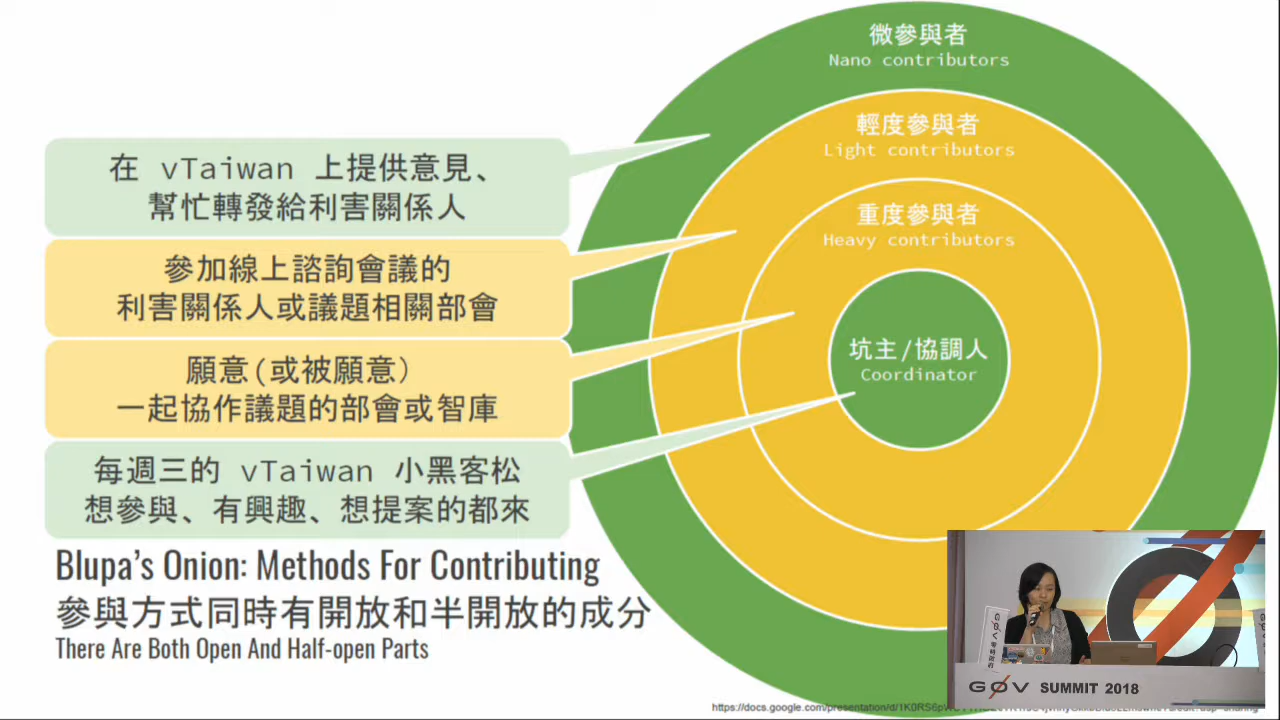 微參與者
Nano contributors
輕度參與者
Light contributors
重度參與者
Heavy contributors
坑主/協調人
Coordinator
在 vTaiwan 上提供意見、
幫忙轉發給利害關係人
參加線上諮詢會議的
利害關係人或議題相關部會
願意(或被願意)
一起協作議題的部會或智庫
每週三的 vTaiwan 小黑客松
想參與、有興趣、想提案的都來
Blupa's Onion: Methods For Contributing
參與方式同時有開放和半開放的成分
There Are Both Open And Half-open Parts
G0V SUMMIT 2018